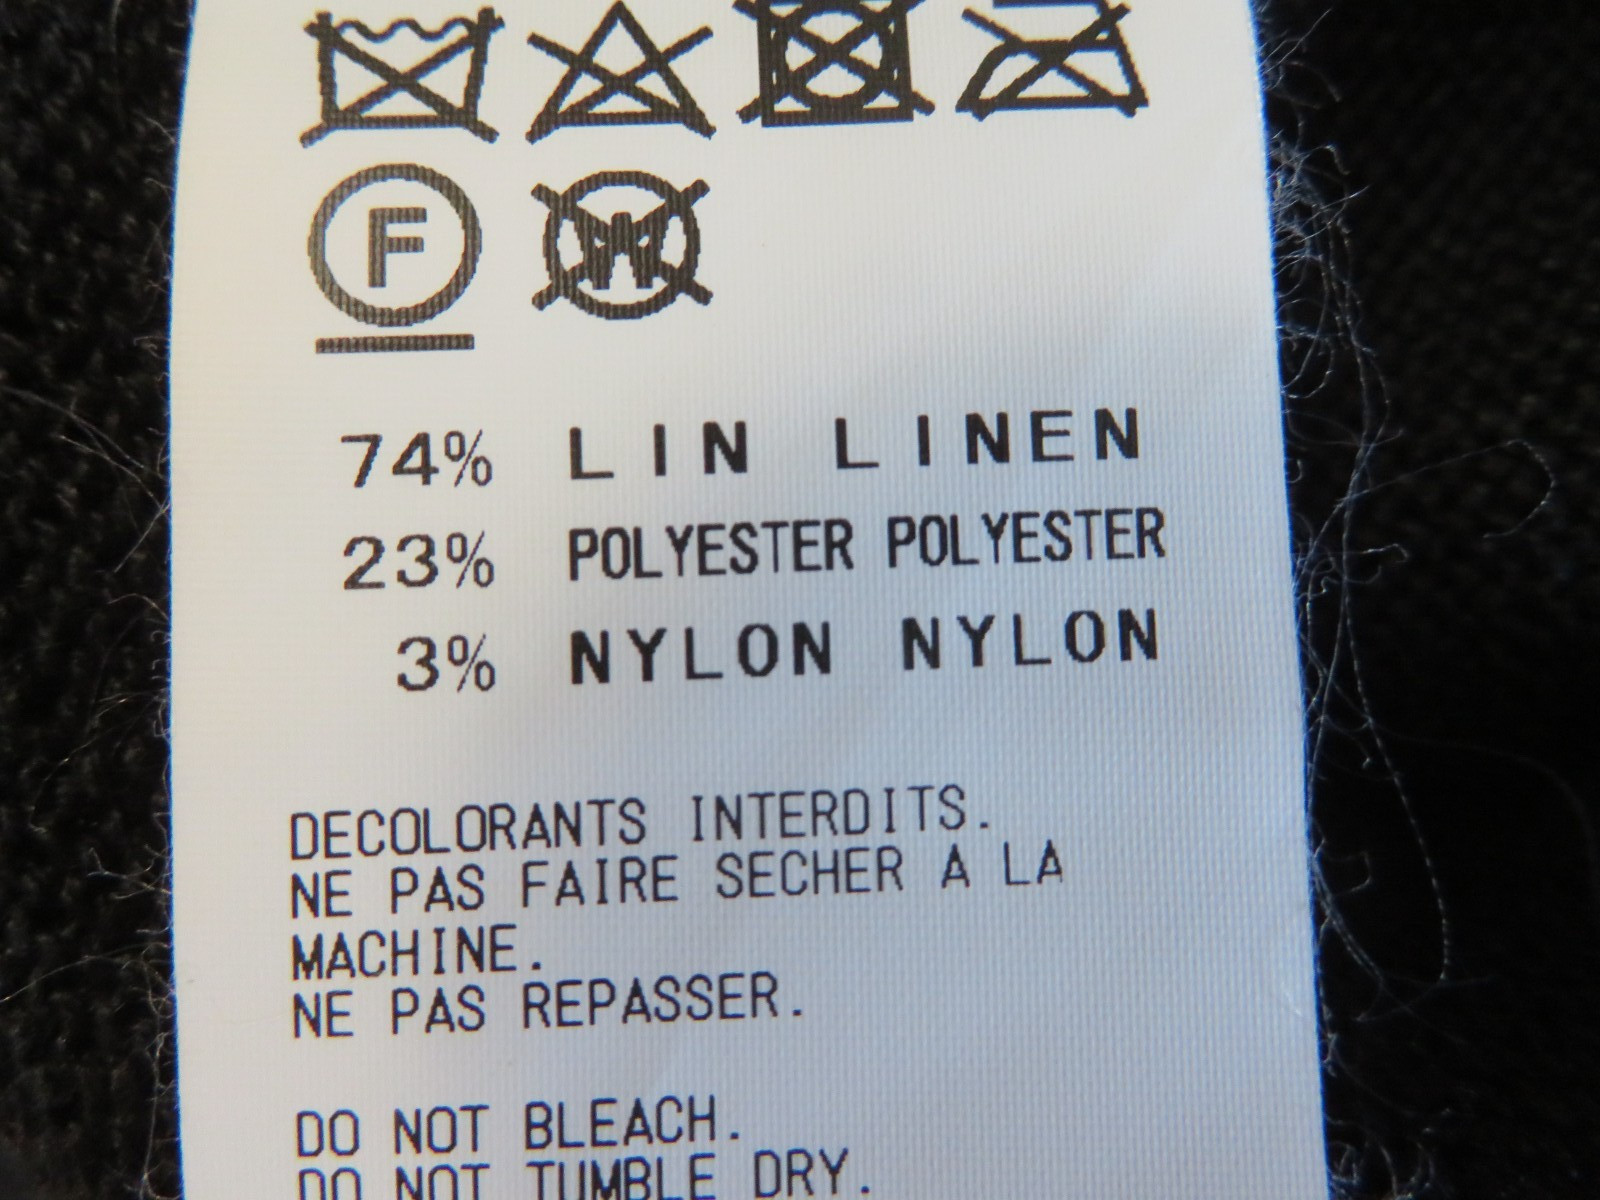 F
W
74% LIN LINEN
23% POLYESTER POLYESTER
3% NYLON NYLON
DECOLORANTS INTERDITS.
NE PAS FAIRE SECHER A LA
MACHINE.
NE PAS REPASSER.
DO NOT BLEACH.
DO NOT TUMBLE DRY.